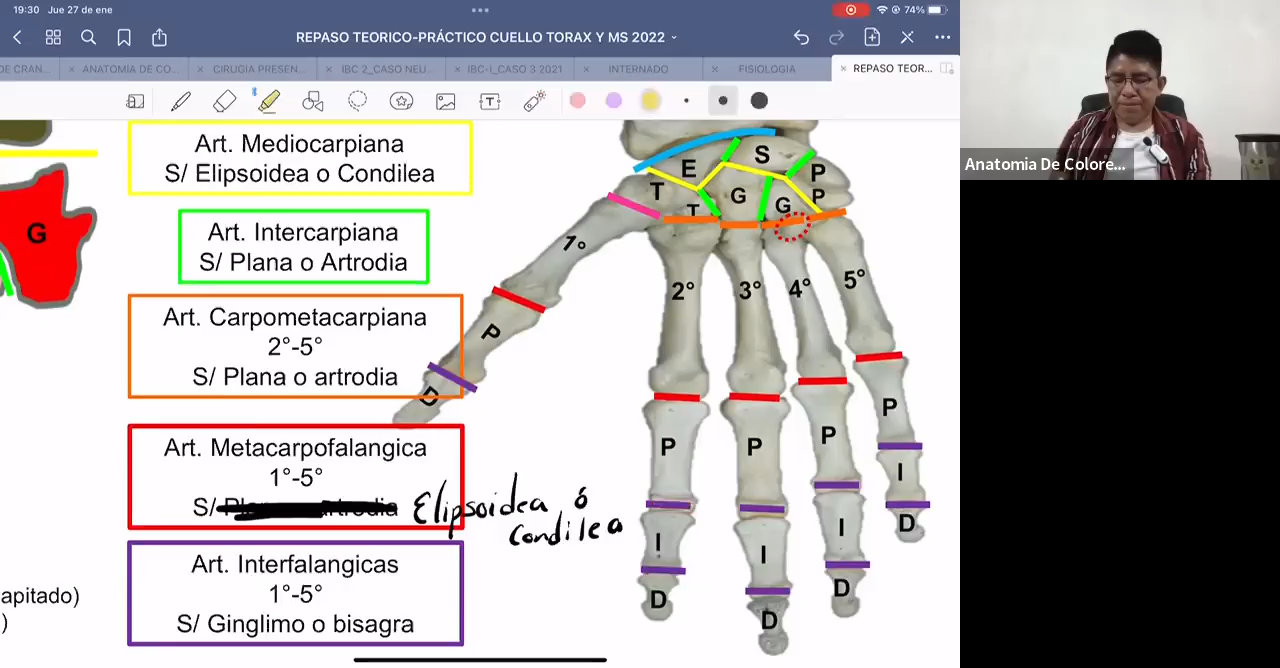 19:30 Jue 27 de ene
74%
REPASO TEORICO-PRÁCTICO CUELLO TORAX Y MS 2022
DE CRAN...
ANATOMÍA DE CO...
CIRUGIA PRESEN...
IBC 2_CASO NEU...
IBC-I_CASO 3 2021
INTERNADO
FISIOLOGIA
REPASO TEOR...
Art. Mediocarpiana
S/ Elipsoidea o Condilea
Art. Intercarpiana
S/ Plana o Artrodia
G
Art. Carpometacarpiana
2°-5°
S/ Plana o artrodia
Art. Metacarpofalangica
1°-5°
S/
Elipsoidea ó
condilea
Art. Interfalangicas
1°-5°
S/ Ginglimo o bisagra
apitado)
)
E S P
T G P
T G
1° 2° 3° 4° 5°
P
D
P P P P
I I I I
D D D D
Anatomia De Colore...